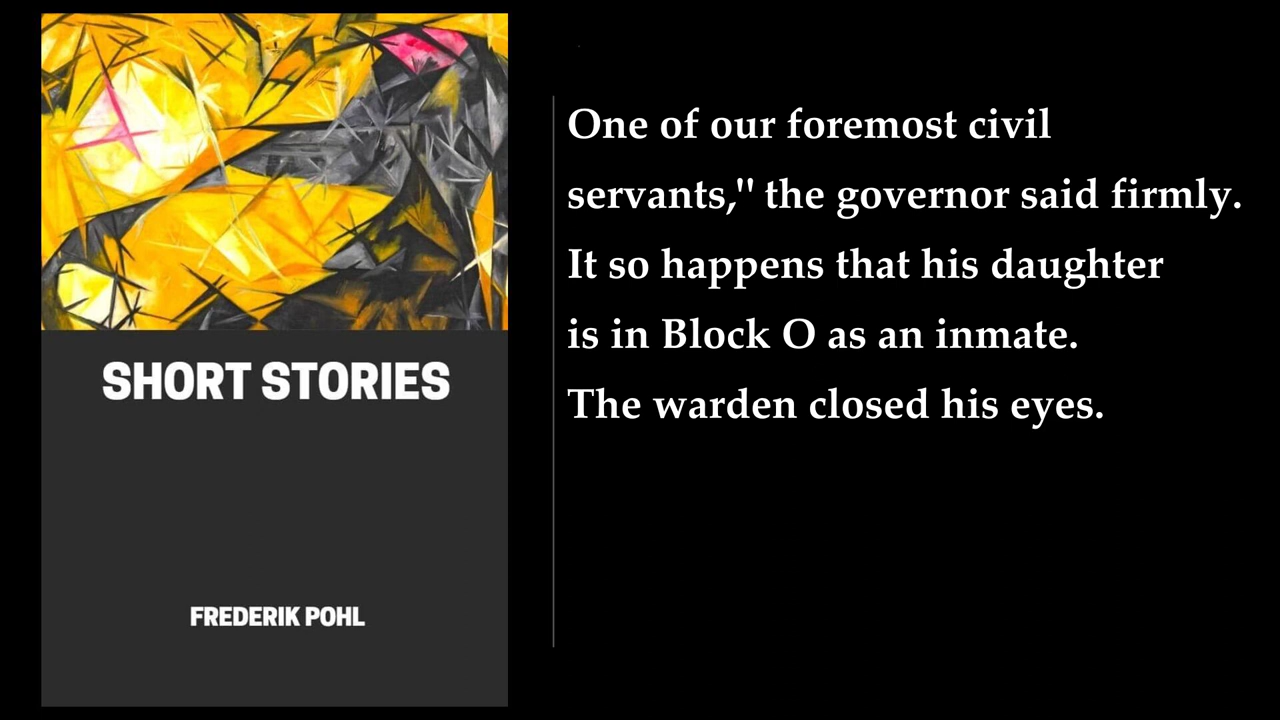 SHORT STORIES
FREDERIK POHL
One of our foremost civil
servants," the governor said firmly.
It so happens that his daughter
is in Block O as an inmate.
The warden closed his eyes.